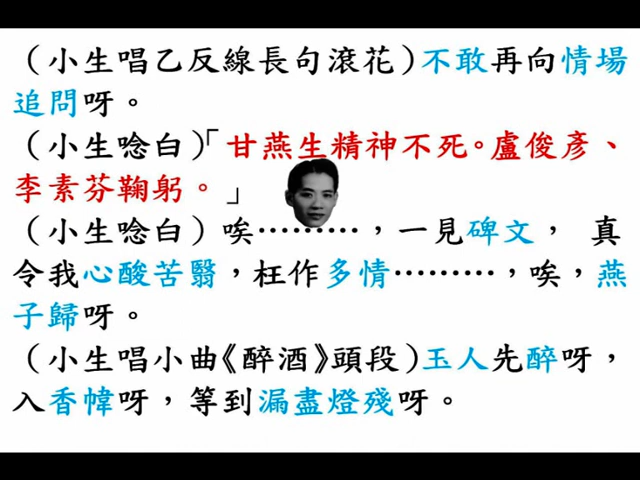 （小生唱乙反線長句滾花）不敢再向情場
追問呀。
（小生唸白）「甘燕生精神不死。盧俊彥、
李素芬鞠躬。」
（小生唸白）唉………，一見碑文， 真
令我心酸苦翳，枉作多情………，唉，燕
子歸呀。
（小生唱小曲《醉酒》頭段）玉人先醉呀，
入香幃呀，等到漏盡燈殘呀。